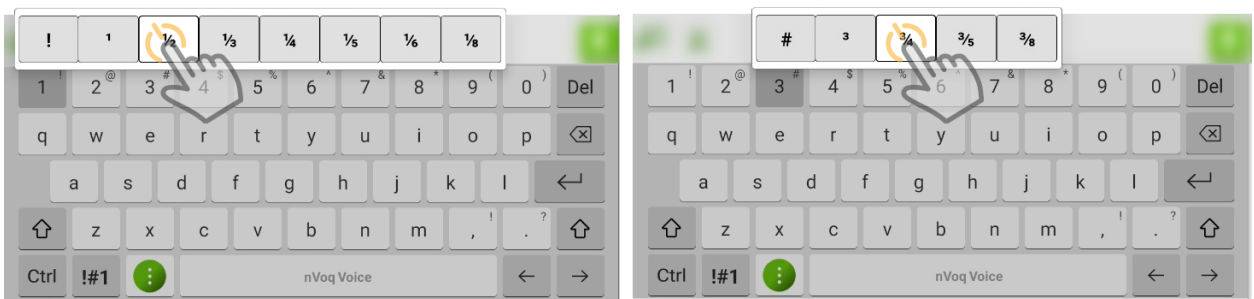 ! ¹ ½ ⅓ ¼ ⅕ ⅙ ⅛
1 ! 2 @ 3 # 4 $ 5 % 6 ^ 7 & 8 * 9 ( 0 ) Del
q w e r t y u i o p
a s d f g h j k l
z x c v b n m , ! . ?
Ctrl !#1 nVoq Voice ← →
# ³ ¾ ⅗ ⅜
1 ! 2 @ 3 # 4 $ 5 % 6 ^ 7 & 8 * 9 ( 0 ) Del
q w e r t y u i o p
a s d f g h j k l
z x c v b n m , ! . ?
Ctrl !#1 nVoq Voice ← →